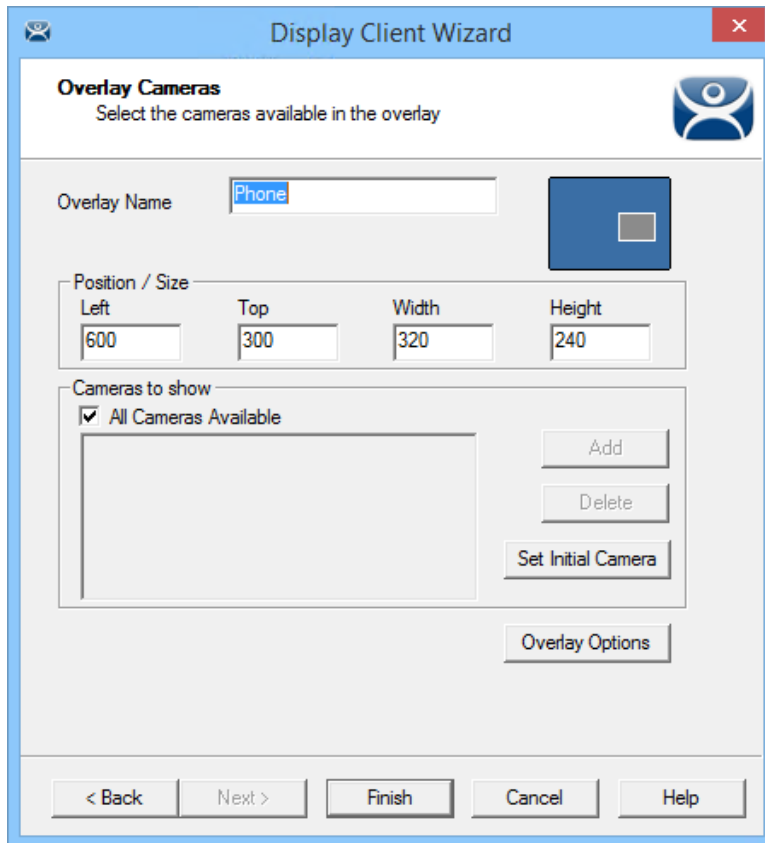 Display Client Wizard
Overlay Cameras
Select the cameras available in the overlay
Overlay Name Phone
Position / Size
Left Top Width Height
600 300 320 240
Cameras to show
All Cameras Available
Add
Delete
Set Initial Camera
Overlay Options
< Back Next > Finish Cancel Help